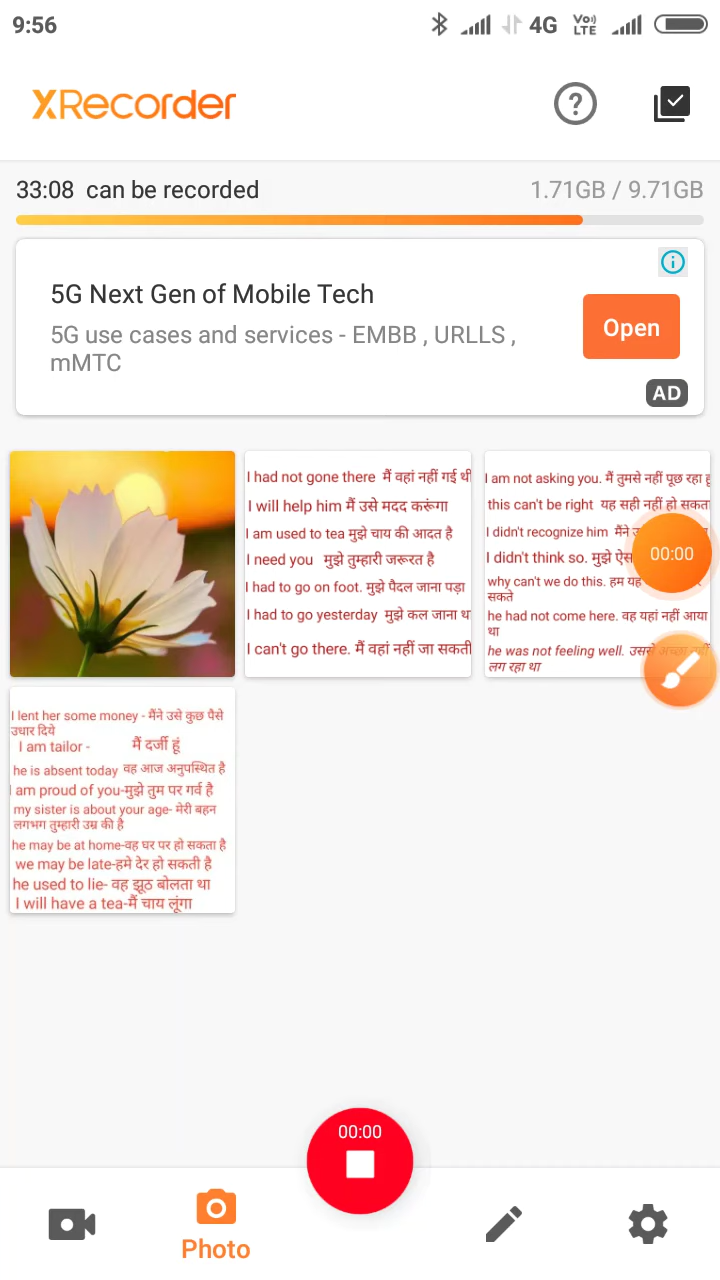 9:56
4G
Vo))
LTE
XRecorder
33:08 can be recorded
1.71GB / 9.71GB
5G Next Gen of Mobile Tech
5G use cases and services - EMBB , URLLS ,
mMTC
Open
AD
I had not gone there मैं वहां नहीं गई थी
I will help him मैं उसे मदद करूंगा
I am used to tea मुझे चाय की आदत है
I need you मुझे तुम्हारी जरूरत है
I had to go on foot. मुझे पैदल जाना पड़ा
I had to go yesterday मुझे कल जाना था
I can't go there. मैं वहां नहीं जा सकती
I am not asking you. मैं तुमसे नहीं पूछ रहा
this can't be right यह सही नहीं हो सकता
I didn't recognize him मैंने
I didn't think so. मुझे
why can't we do this. हम यह
सकते
he had not come here. वह यहां नहीं आया
था
he was not feeling well. उससे अच्छा नहीं
लग रहा था
00:00
I lent her some money - मैंने उसे कुछ पैसे
उधार दिये
I am tailor - मैं दर्जी हूं
he is absent today वह आज अनुपस्थित है
I am proud of you-मुझे तुम पर गर्व है
my sister is about your age- मेरी बहन
लगभग तुम्हारी उम्र की है
he may be at home-वह घर पर हो सकता है
we may be late-हमे देर हो सकती है
he used to lie- वह झूठ बोलता था
I will have a tea-मैं चाय लूंगा
00:00
Photo